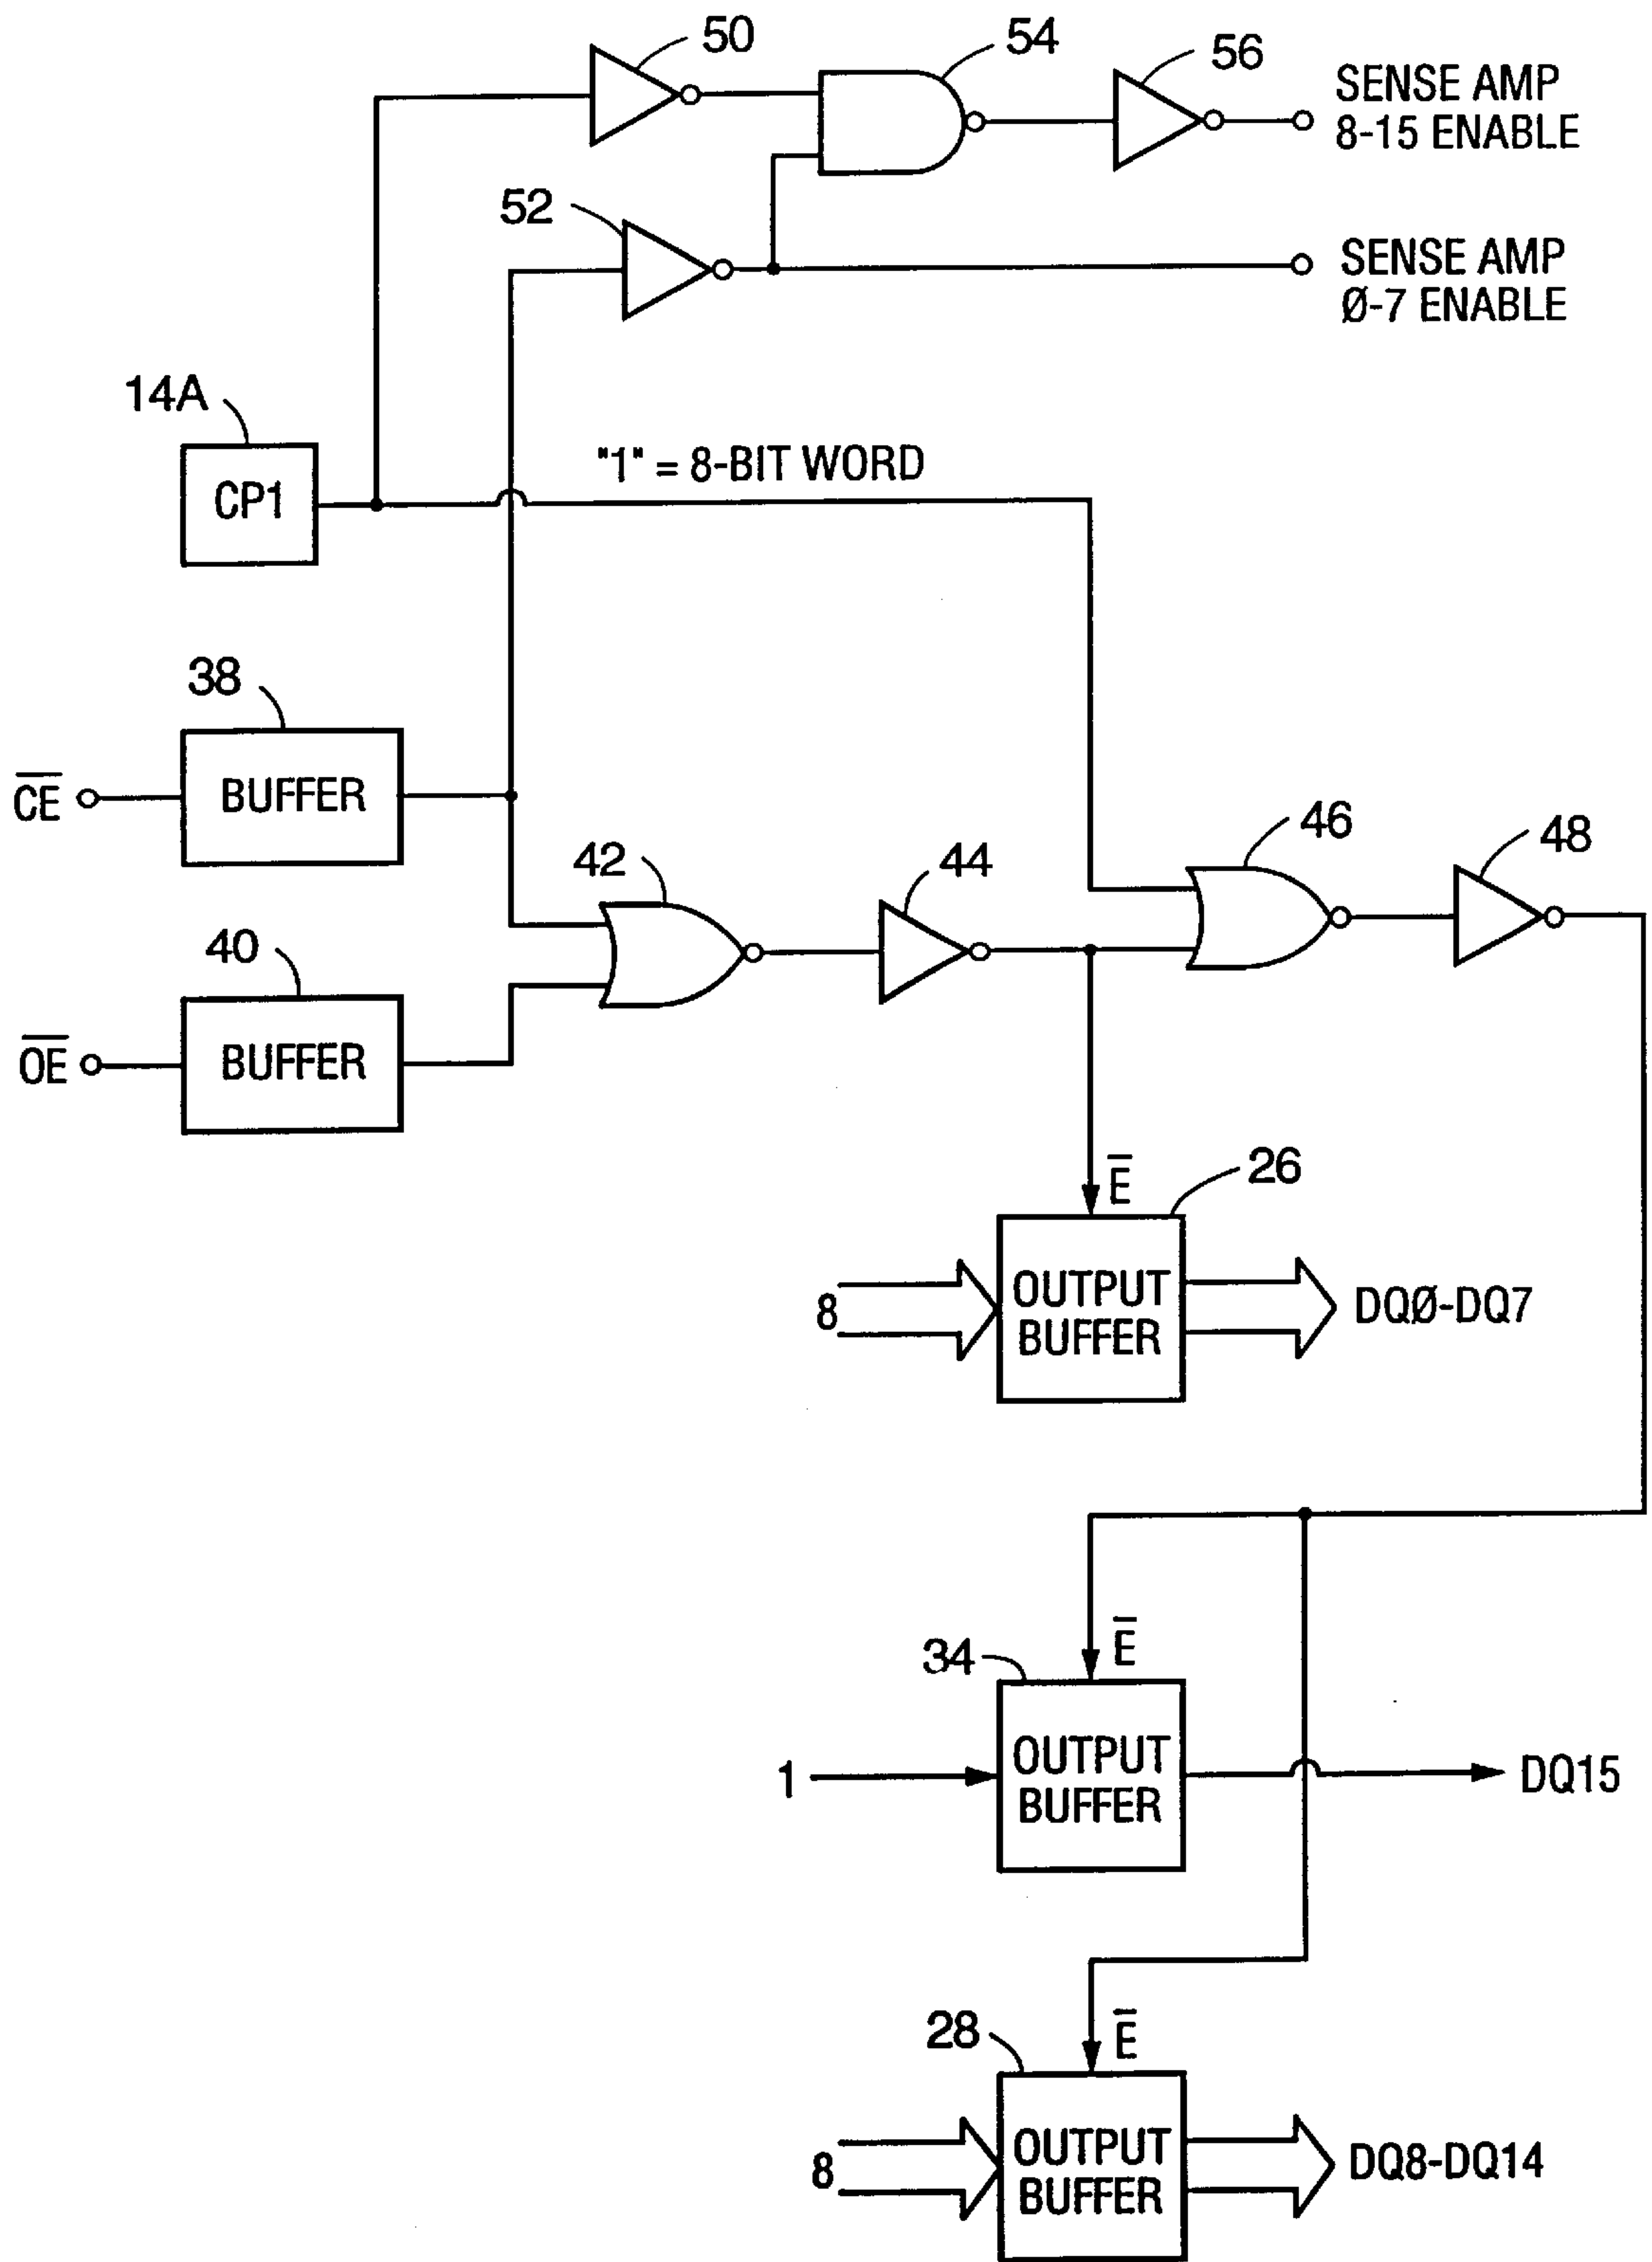 50
54
56
SENSE AMP
8-15 ENABLE
52
SENSE AMP
Ø-7 ENABLE
14A
CP1
"1" = 8-BIT WORD
38
C̅E̅
BUFFER
42
44
46
48
40
O̅E̅
BUFFER
E̅
26
8
OUTPUT
BUFFER
DQØ-DQ7
E̅
34
1
OUTPUT
BUFFER
DQ15
E̅
28
8
OUTPUT
BUFFER
DQ8-DQ14